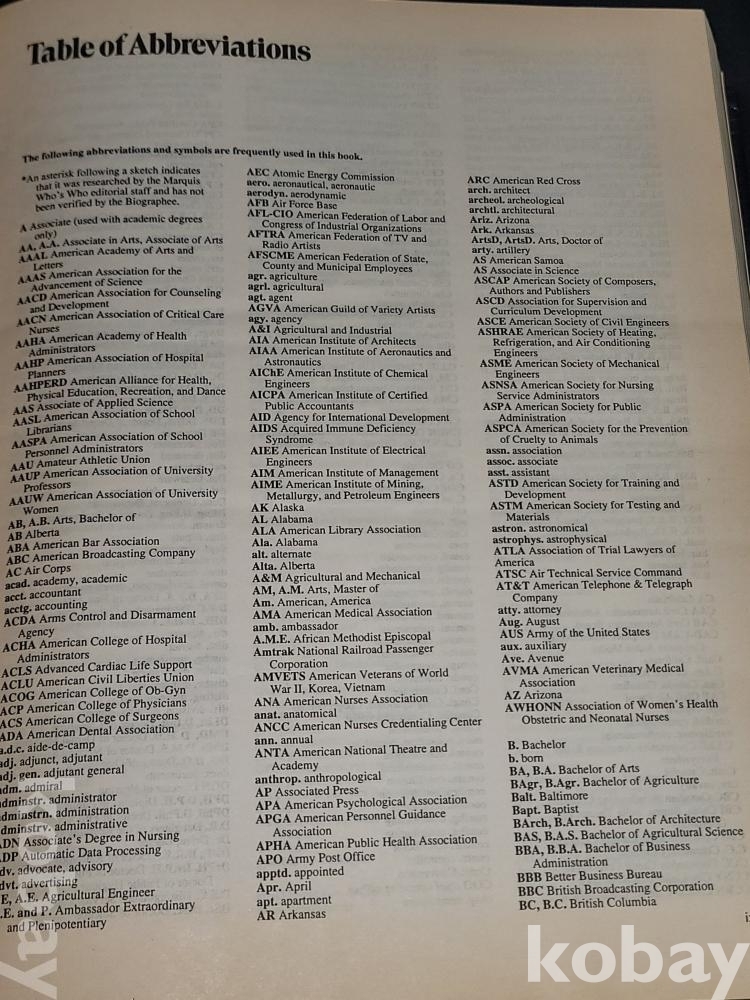 Table of Abbreviations
The following abbreviations and symbols are frequently used in this book.
*An asterisk following a sketch indicates
that it was researched by the Marquis
Who's Who editorial staff and has not
been verified by the Biographee.
A Associate (used with academic degrees
only)
AA, A.A. Associate in Arts, Associate of Arts
AAAL American Academy of Arts and
Letters
AAAS American Association for the
Advancement of Science
AACD American Association for Counseling
and Development
AACN American Association of Critical Care
Nurses
AAHA American Academy of Health
Administrators
AAHP American Association of Hospital
Planners
AAHPERD American Alliance for Health,
Physical Education, Recreation, and Dance
AAS Associate of Applied Science
AASL American Association of School
Librarians
AASPA American Association of School
Personnel Administrators
AAU Amateur Athletic Union
AAUP American Association of University
Professors
AAUW American Association of University
Women
AB, A.B. Arts, Bachelor of
AB Alberta
ABA American Bar Association
ABC American Broadcasting Company
AC Air Corps
acad. academy, academic
acct. accountant
acctg. accounting
ACDA Arms Control and Disarmament
Agency
ACHA American College of Hospital
Administrators
ACLS Advanced Cardiac Life Support
ACLU American Civil Liberties Union
ACOG American College of Ob-Gyn
ACP American College of Physicians
ACS American College of Surgeons
ADA American Dental Association
a.d.c. aide-de-camp
adj. adjunct, adjutant
adj. gen. adjutant general
adm. admiral
dminstr. administrator
dminstrn. administration
dminstrv. administrative
ADN Associate's Degree in Nursing
DP Automatic Data Processing
dv. advocate, advisory
dvt. advertising
E, A.E. Agricultural Engineer
.E. and P. Ambassador Extraordinary
and Plenipotentiary
AEC Atomic Energy Commission
aero. aeronautical, aeronautic
aerodyn. aerodynamic
AFB Air Force Base
AFL-CIO American Federation of Labor and
Congress of Industrial Organizations
AFTRA American Federation of TV and
Radio Artists
AFSCME American Federation of State,
County and Municipal Employees
agr. agriculture
agrl. agricultural
agt. agent
AGVA American Guild of Variety Artists
agy. agency
A&I Agricultural and Industrial
AIA American Institute of Architects
AIAA American Institute of Aeronautics and
Astronautics
AIChE American Institute of Chemical
Engineers
AICPA American Institute of Certified
Public Accountants
AID Agency for International Development
AIDS Acquired Immune Deficiency
Syndrome
AIEE American Institute of Electrical
Engineers
AIM American Institute of Management
AIME American Institute of Mining,
Metallurgy, and Petroleum Engineers
AK Alaska
AL Alabama
ALA American Library Association
Ala. Alabama
alt. alternate
Alta. Alberta
A&M Agricultural and Mechanical
AM, A.M. Arts, Master of
Am. American, America
AMA American Medical Association
amb. ambassador
A.M.E. African Methodist Episcopal
Amtrak National Railroad Passenger
Corporation
AMVETS American Veterans of World
War II, Korea, Vietnam
ANA American Nurses Association
anat. anatomical
ANCC American Nurses Credentialing Center
ann. annual
ANTA American National Theatre and
Academy
anthrop. anthropological
AP Associated Press
APA American Psychological Association
APGA American Personnel Guidance
Association
APHA American Public Health Association
APO Army Post Office
apptd. appointed
Apr. April
apt. apartment
AR Arkansas
ARC American Red Cross
arch. architect
archeol. archeological
archtl. architectural
Ariz. Arizona
Ark. Arkansas
ArtsD, ArtsD. Arts, Doctor of
arty. artillery
AS American Samoa
AS Associate in Science
ASCAP American Society of Composers,
Authors and Publishers
ASCD Association for Supervision and
Curriculum Development
ASCE American Society of Civil Engineers
ASHRAE American Society of Heating,
Refrigeration, and Air Conditioning
Engineers
ASME American Society of Mechanical
Engineers
ASNSA American Society for Nursing
Service Administrators
ASPA American Society for Public
Administration
ASPCA American Society for the Prevention
of Cruelty to Animals
assn. association
assoc. associate
asst. assistant
ASTD American Society for Training and
Development
ASTM American Society for Testing and
Materials
astron. astronomical
astrophys. astrophysical
ATLA Association of Trial Lawyers of
America
ATSC Air Technical Service Command
AT&T American Telephone & Telegraph
Company
atty. attorney
Aug. August
AUS Army of the United States
aux. auxiliary
Ave. Avenue
AVMA American Veterinary Medical
Association
AZ Arizona
AWHONN Association of Women's Health
Obstetric and Neonatal Nurses
B. Bachelor
b. born
BA, B.A. Bachelor of Arts
BAgr, B.Agr. Bachelor of Agriculture
Balt. Baltimore
Bapt. Baptist
BArch, B.Arch. Bachelor of Architecture
BAS, B.A.S. Bachelor of Agricultural Science
BBA, B.B.A. Bachelor of Business
Administration
BBB Better Business Bureau
BBC British Broadcasting Corporation
BC, B.C. British Columbia
kobay